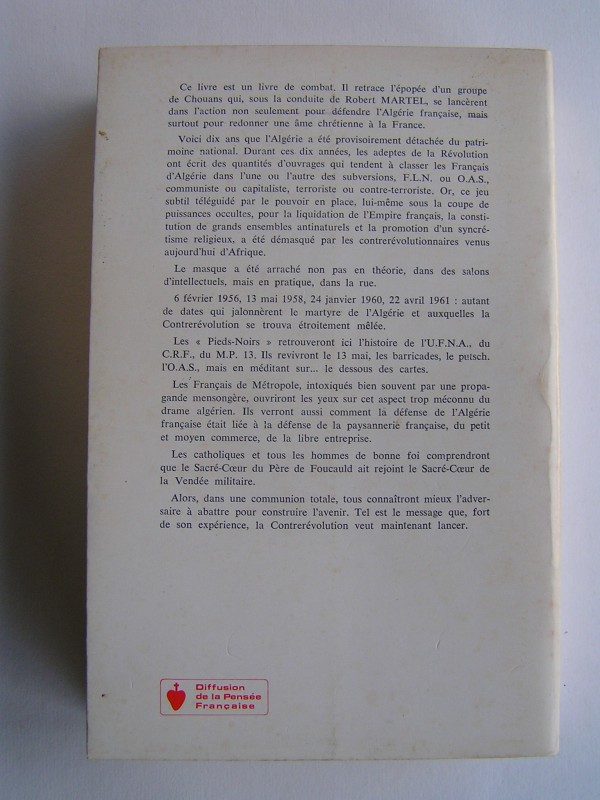 Ce livre est un livre de combat. Il retrace l'épopée d'un groupe
de Chouans qui, sous la conduite de Robert MARTEL, se lancèrent
dans l'action non seulement pour défendre l'Algérie française, mais
surtout pour redonner une âme chrétienne à la France.
Voici dix ans que l'Algérie a été provisoirement détachée du patri-
moine national. Durant ces dix années, les adeptes de la Révolution
ont écrit des quantités d'ouvrages qui tendent à classer les Français
d'Algérie dans l'une ou l'autre des subversions, F.L.N. ou O.A.S.,
communiste ou capitaliste, terroriste ou contre-terroriste. Or, ce jeu
subtil téléguidé par le pouvoir en place, lui-même sous la coupe de
puissances occultes, pour la liquidation de l'Empire français, la consti-
tution de grands ensembles antinaturels et la promotion d'un syncré-
tisme religieux, a été démasqué par les contrerévolutionnaires venus
aujourd'hui d'Afrique.
Le masque a été arraché non pas en théorie, dans des salons
d'intellectuels, mais en pratique, dans la rue.
6 février 1956, 13 mai 1958, 24 janvier 1960, 22 avril 1961 : autant
de dates qui jalonnèrent le martyre de l'Algérie et auxquelles la
Contrerévolution se trouva étroitement mêlée.
Les « Pieds-Noirs » retrouveront ici l'histoire de l'U.F.N.A., du
C.R.F., du M.P. 13. Ils revivront le 13 mai, les barricades, le putsch.
l'O.A.S., mais en méditant sur... le dessous des cartes.
Les Français de Métropole, intoxiqués bien souvent par une propa-
gande mensongère, ouvriront les yeux sur cet aspect trop méconnu du
drame algérien. Ils verront aussi comment la défense de l'Algérie
française était liée à la défense de la paysannerie française, du petit
et moyen commerce, de la libre entreprise.
Les catholiques et tous les hommes de bonne foi comprendront
que le Sacré-Cœur du Père de Foucauld ait rejoint le Sacré-Cœur de
la Vendée militaire.
Alors, dans une communion totale, tous connaîtront mieux l'adver-
saire à abattre pour construire l'avenir. Tel est le message que, fort
de son expérience, la Contrerévolution veut maintenant lancer.
Diffusion
de la Pensée
Française